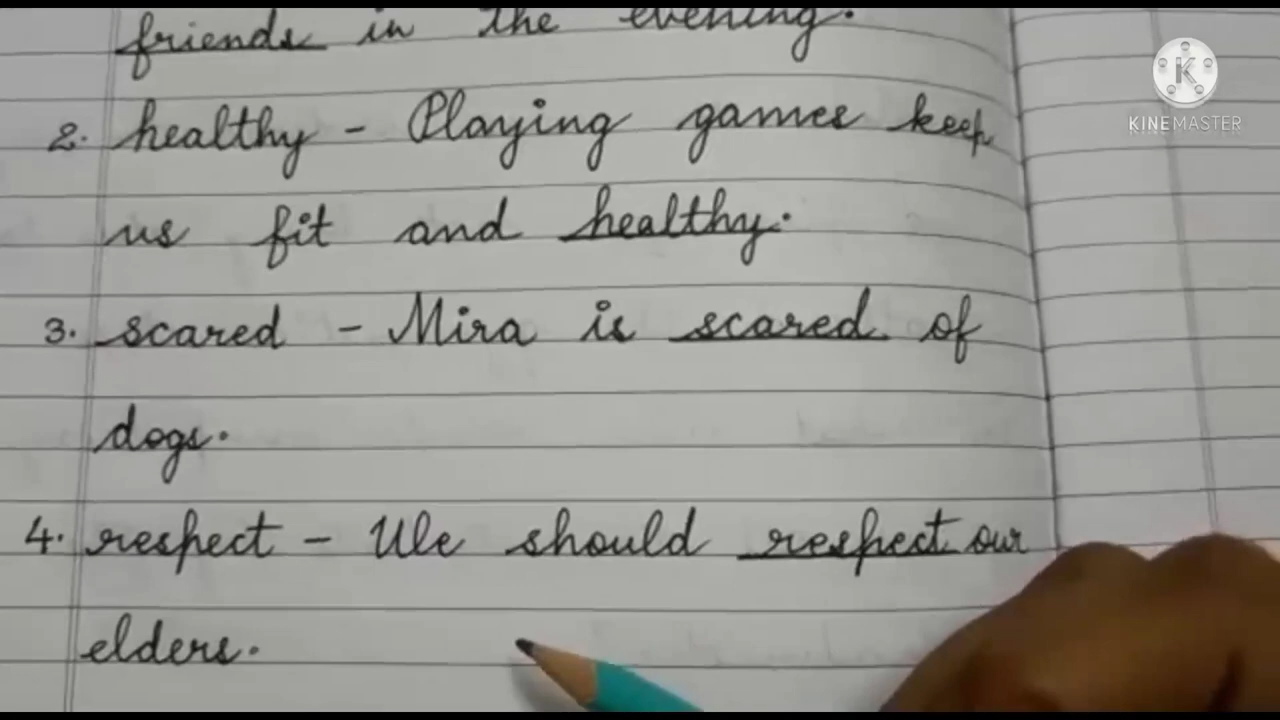 friends in the evening.
2. healthy - Playing games keep
us fit and healthy.
3. scared - Mira is scared of
dogs.
4. respect - We should respect our
elders.
K
KINEMASTER